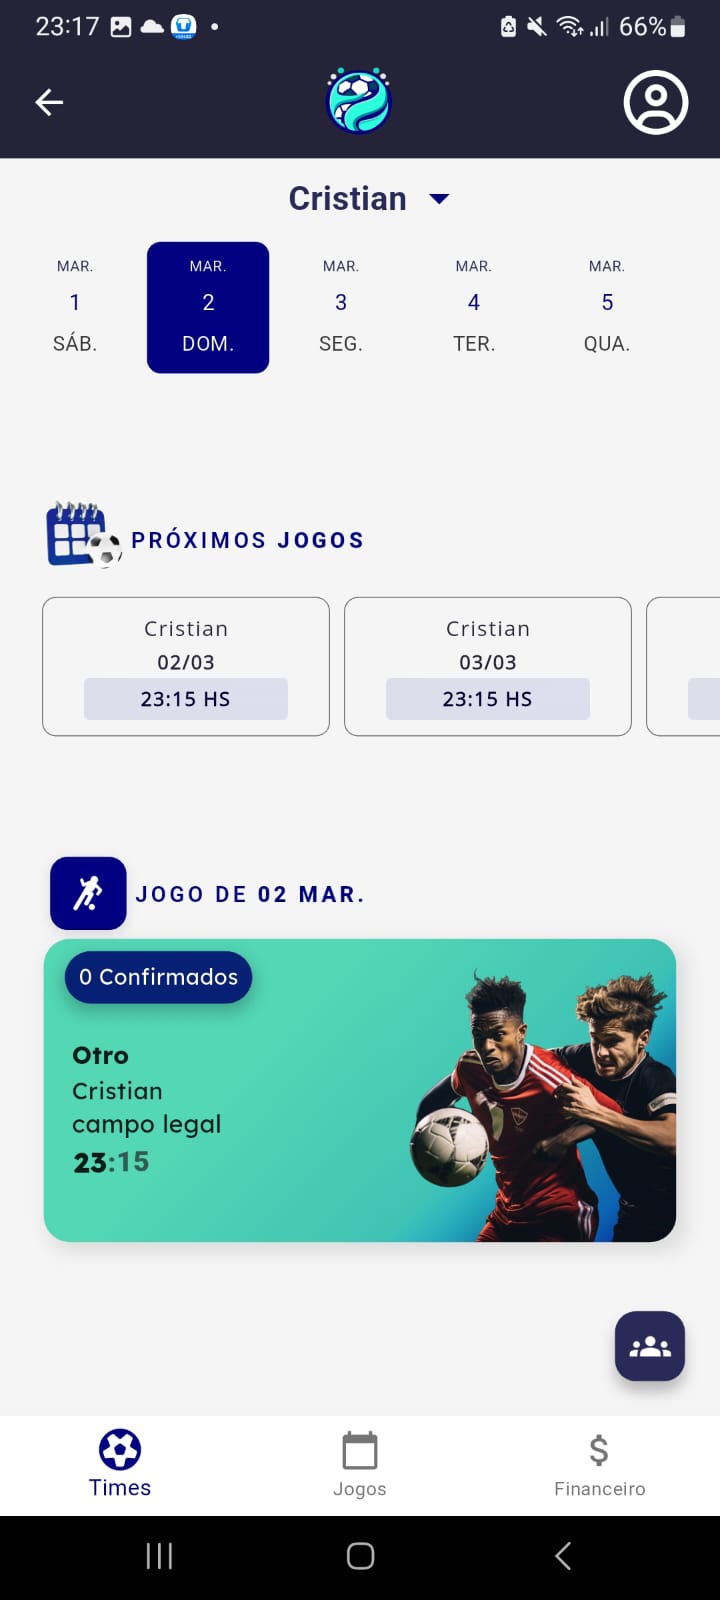 23:17 66%
Cristian
MAR. MAR. MAR. MAR. MAR.
1 2 3 4 5
SÁB. DOM. SEG. TER. QUA.
PRÓXIMOS JOGOS
Cristian Cristian
02/03 03/03
23:15 HS 23:15 HS
JOGO DE 02 MAR.
0 Confirmados
Otro
Cristian
campo legal
23:15
Times Jogos Financeiro